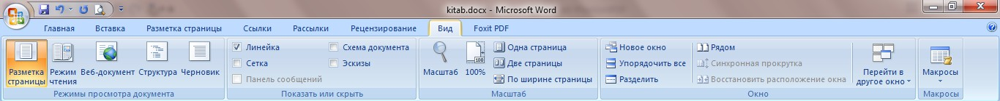 kitab.docx - Microsoft Word
Главная Вставка Разметка страницы Ссылки Рассылки Рецензирование Вид Foxit PDF
Разметка страницы
Режим чтения
Веб-документ
Структура
Черновик
Режимы просмотра документа
Линейка
Сетка
Панель сообщений
Схема документа
Эскизы
Показать или скрыть
Масштаб
100
100%
Одна страница
Две страницы
По ширине страницы
Масштаб
Новое окно
Упорядочить все
Разделить
Рядом
Синхронная прокрутка
Восстановить расположение окна
Перейти в
другое окно
Окно
Макросы
Макросы